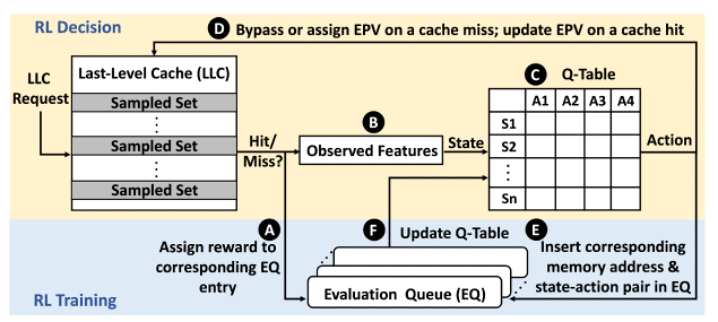 RL Decision
D Bypass or assign EPV on a cache miss; update EPV on a cache hit
LLC
Request
Last-Level Cache (LLC)
Sampled Set
⋮
Sampled Set
⋮
Sampled Set
Hit/
Miss?
B
Observed Features
State
C Q-Table
A1 A2 A3 A4
S1
S2
⋮
Sn
Action
A
Assign reward to
corresponding EQ
entry
F Update Q-Table
Evaluation Queue (EQ)
E
Insert corresponding
memory address &
state-action pair in EQ
RL Training